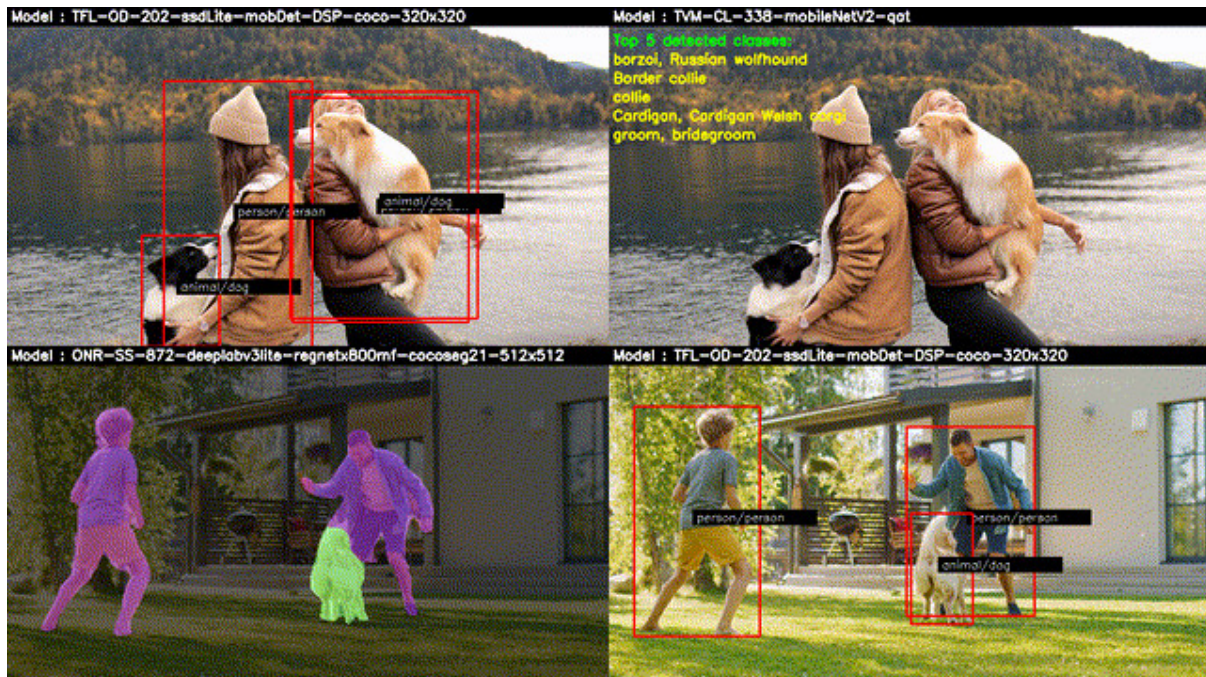 Model : TFL-OD-202-ssdLite-mobDet-DSP-coco-320x320
person/person
animal/dog
animal/dog
Model : TVM-CL-338-mobileNetV2-qat
Top 5 detected classes:
borzoi, Russian wolfhound
Border collie
collie
Cardigan, Cardigan Welsh corgi
groom, bridegroom
Model : ONR-SS-872-deeplabv3lite-regnetx800mf-cocoseg21-512x512
Model : TFL-OD-202-ssdLite-mobDet-DSP-coco-320x320
person/person
person/person
animal/dog